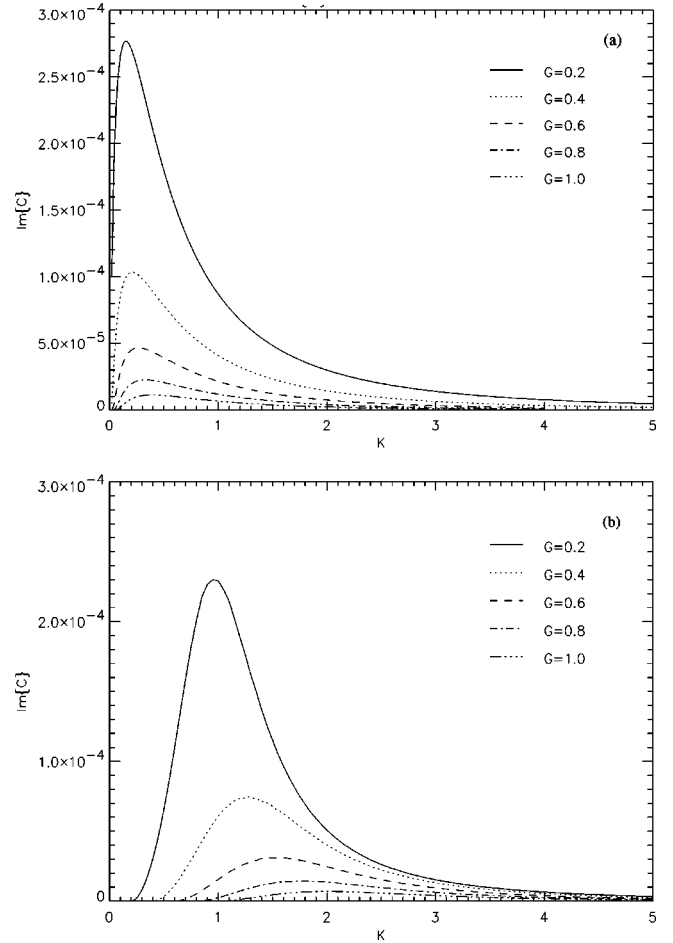 3.0×10⁻⁴
(a)
G=0.2
2.5×10⁻⁴
G=0.4
G=0.6
2.0×10⁻⁴
G=0.8
G=1.0
Im{C}
1.5×10⁻⁴
1.0×10⁻⁴
5.0×10⁻⁵
0
0 1 2 3 4 5
K
3.0×10⁻⁴
(b)
G=0.2
G=0.4
G=0.6
2.0×10⁻⁴
G=0.8
G=1.0
Im{C}
1.0×10⁻⁴
0
0 1 2 3 4 5
K